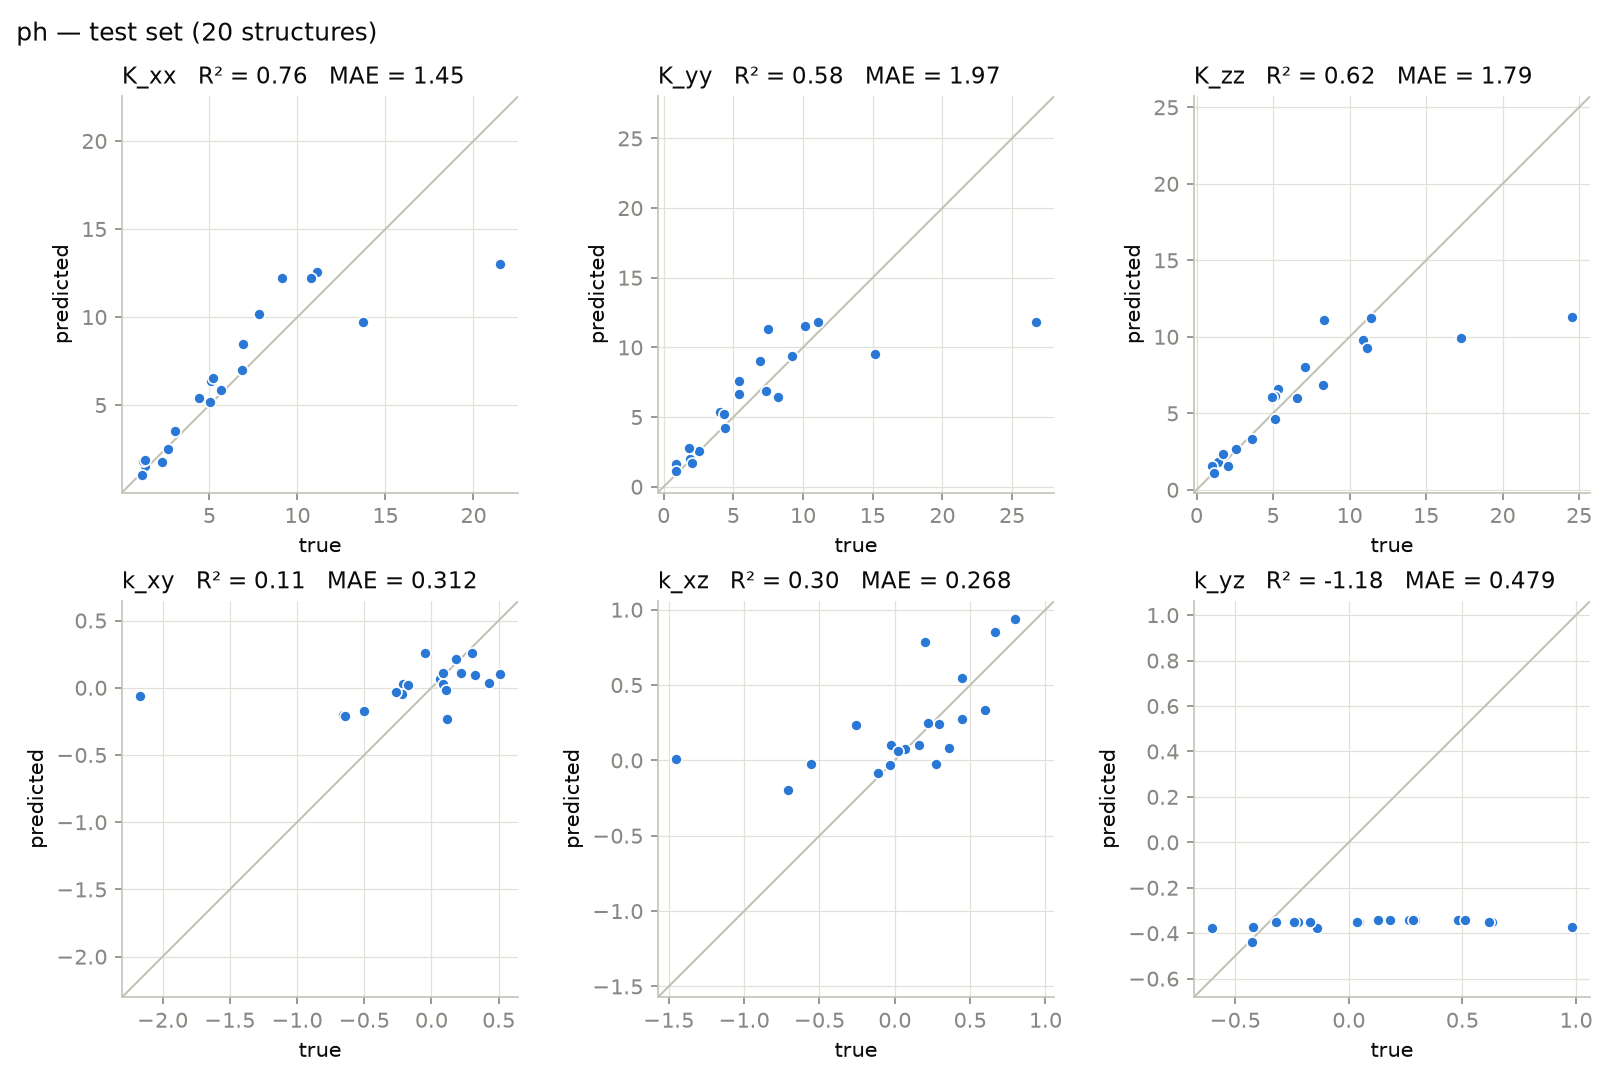 ph — test set (20 structures)
K_xx R² = 0.76 MAE = 1.45
K_yy R² = 0.58 MAE = 1.97
K_zz R² = 0.62 MAE = 1.79
predicted
20
15
10
5
5 10 15 20
true
predicted
25
20
15
10
5
0
0 5 10 15 20 25
true
predicted
25
20
15
10
5
0
0 5 10 15 20 25
true
k_xy R² = 0.11 MAE = 0.312
k_xz R² = 0.30 MAE = 0.268
k_yz R² = -1.18 MAE = 0.479
predicted
0.5
0.0
−0.5
−1.0
−1.5
−2.0
−2.0 −1.5 −1.0 −0.5 0.0 0.5
true
predicted
1.0
0.5
0.0
−0.5
−1.0
−1.5
−1.5 −1.0 −0.5 0.0 0.5 1.0
true
predicted
1.0
0.8
0.6
0.4
0.2
0.0
−0.2
−0.4
−0.6
−0.5 0.0 0.5 1.0
true